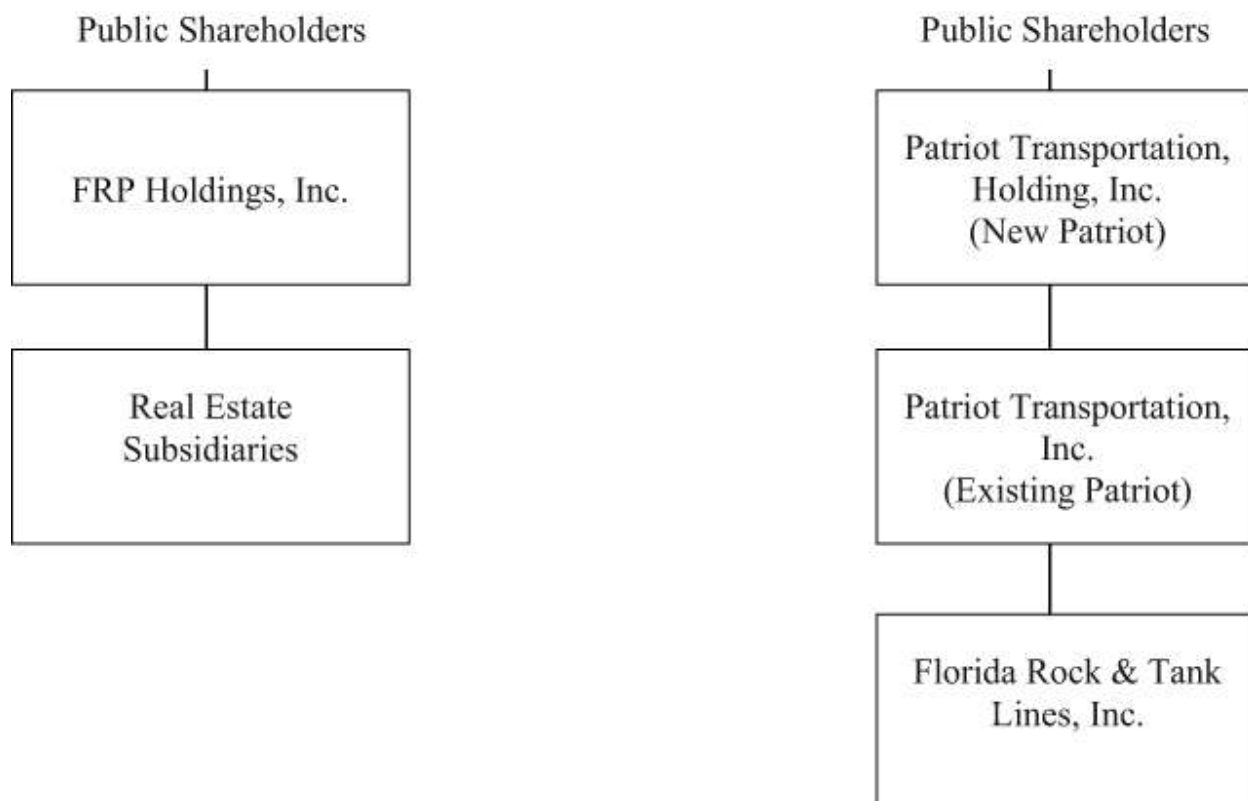 Public Shareholders
FRP Holdings, Inc.
Real Estate
Subsidiaries
Public Shareholders
Patriot Transportation,
Holding, Inc.
(New Patriot)
Patriot Transportation,
Inc.
(Existing Patriot)
Florida Rock & Tank
Lines, Inc.